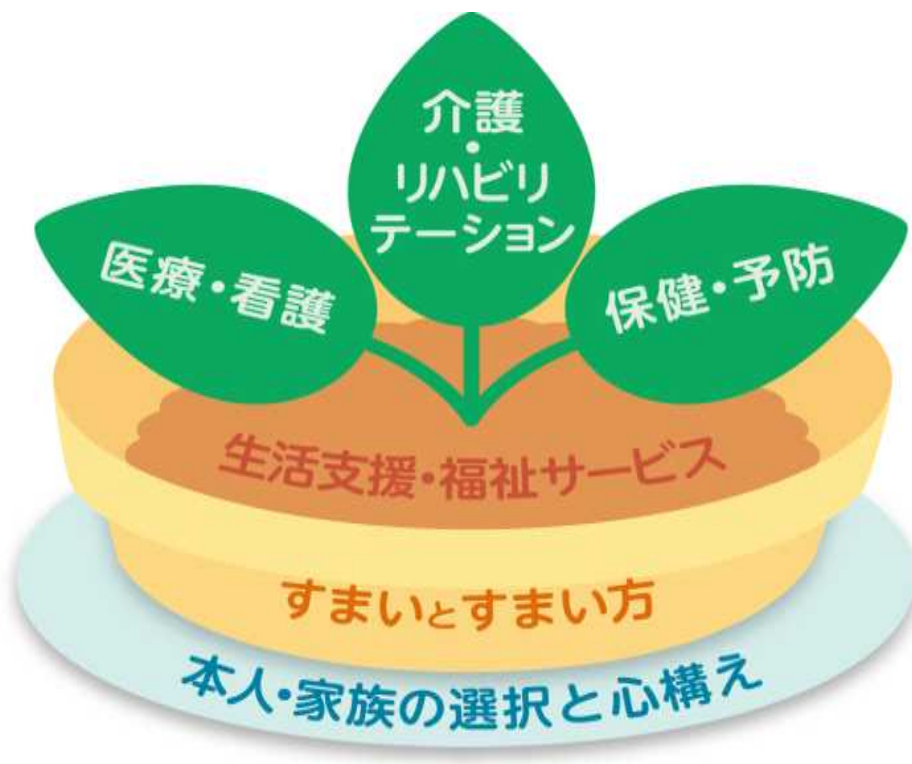 介護
・
リハビリ
テーション
医療・看護
保健・予防
生活支援・福祉サービス
すまいとすまい方
本人・家族の選択と心構え